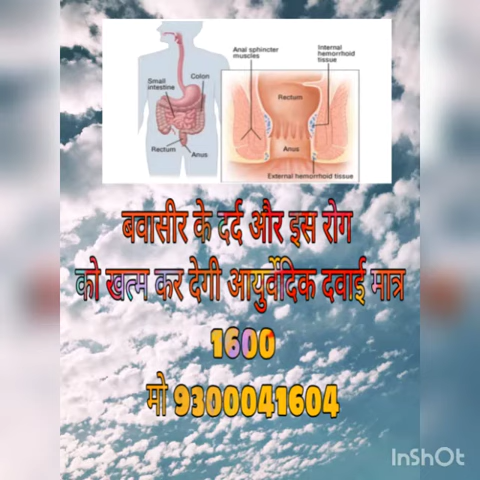 Anal sphincter
muscles
Internal
hemorrhoid
tissue
Small
intestine
Colon
Rectum
Rectum
Anus
Anus
External hemorrhoid tissue
बवासीर के दर्द और इस रोग
को खत्म कर देगी आयुर्वेदिक दवाई मात्र
1600
मो 9300041604
InShOt